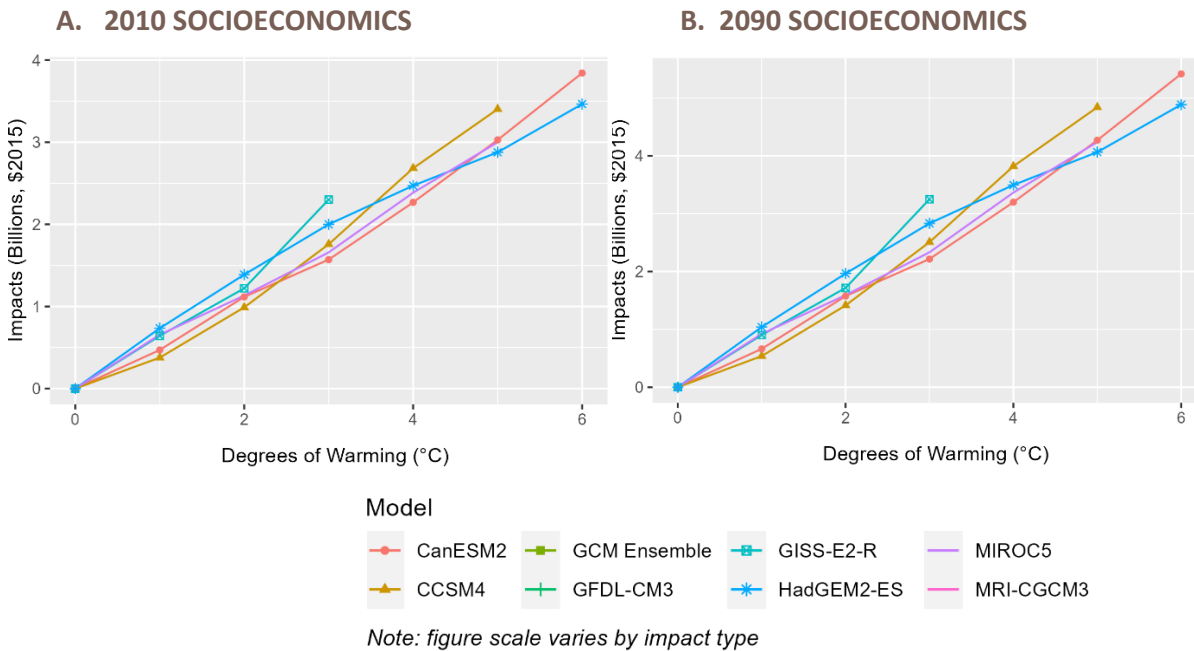 A. 2010 SOCIOECONOMICS
B. 2090 SOCIOECONOMICS
Impacts (Billions, $2015)
4
3
2
1
0
0 2 4 6
Degrees of Warming (°C)
Impacts (Billions, $2015)
4
2
0
0 2 4 6
Degrees of Warming (°C)
Model
CanESM2 GCM Ensemble GISS-E2-R MIROC5
CCSM4 GFDL-CM3 HadGEM2-ES MRI-CGCM3
Note: figure scale varies by impact type